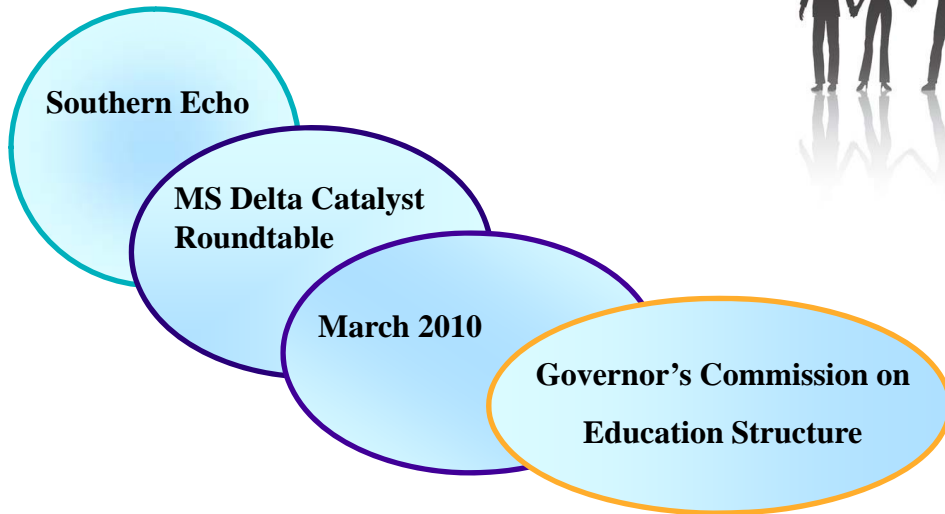 Southern Echo
MS Delta Catalyst
Roundtable
March 2010
Governor’s Commission on
Education Structure